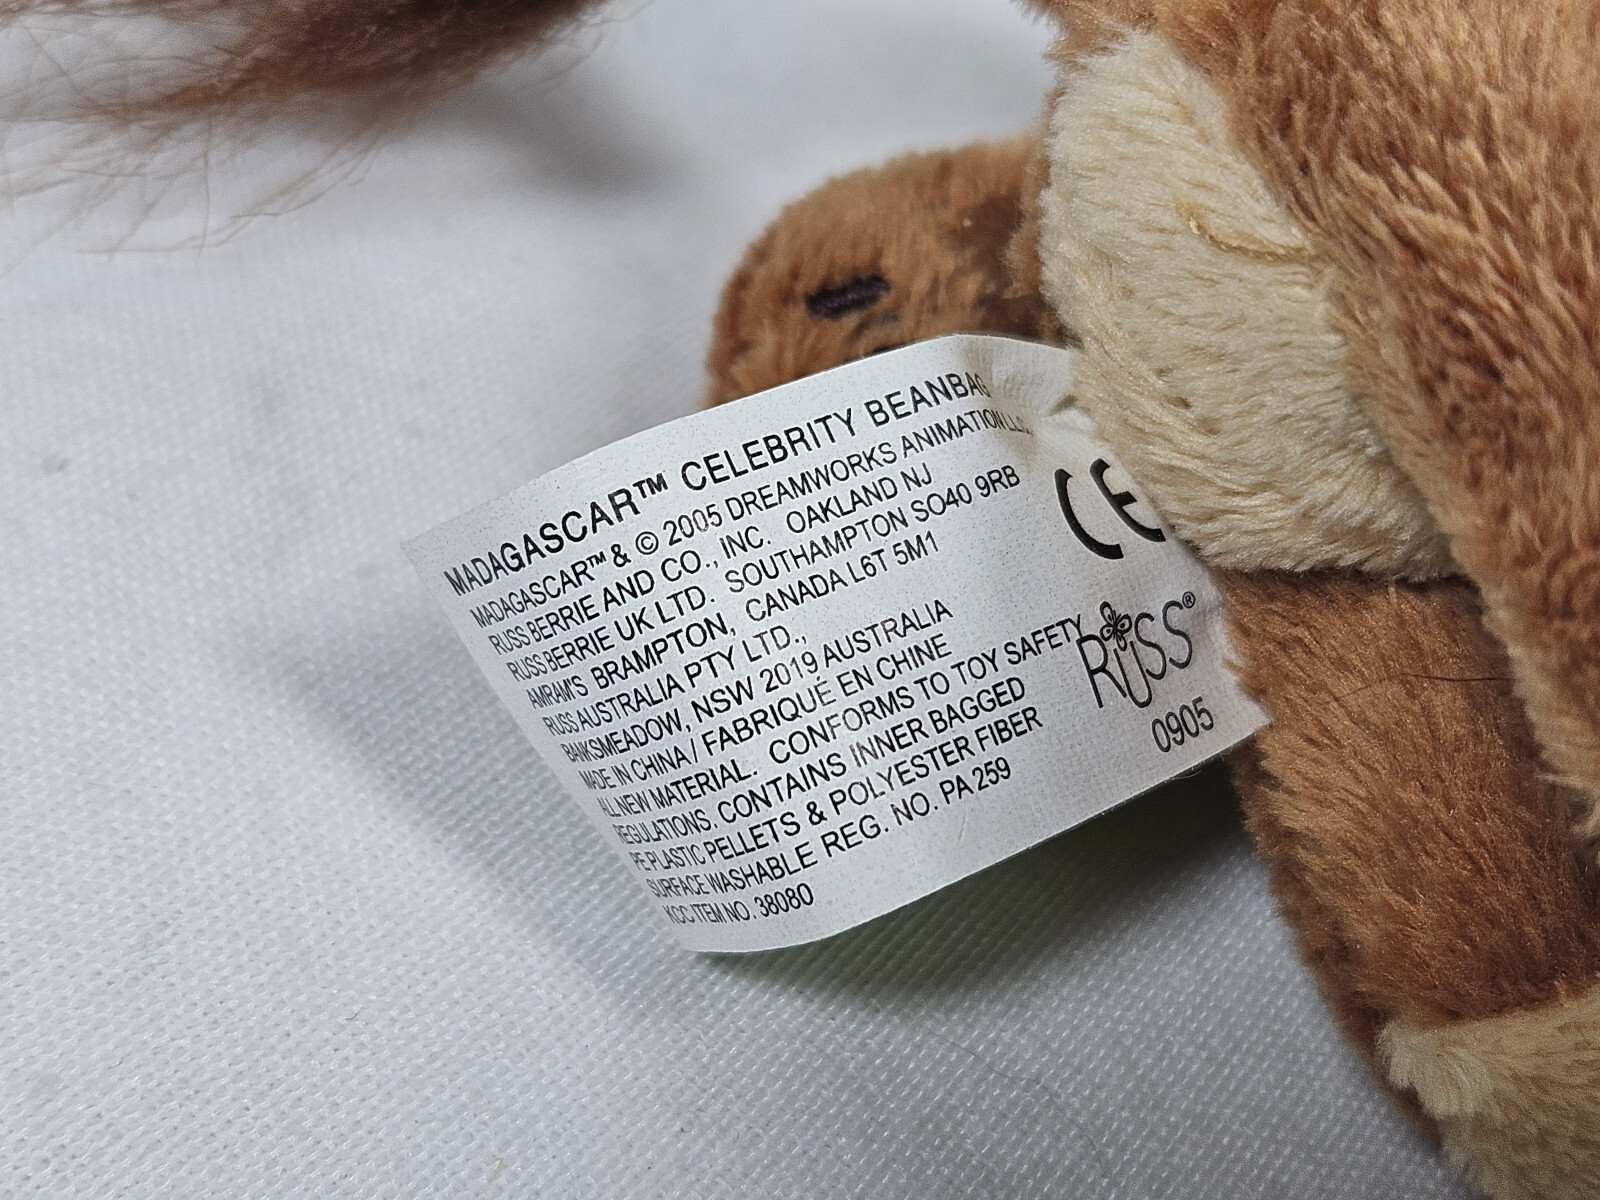 MADAGASCAR™ CELEBRITY BEANBAG
MADAGASCAR™ & © 2005 DREAMWORKS ANIMATION LLC.
RUSS BERRIE AND CO., INC. OAKLAND NJ
RUSS BERRIE UK LTD. SOUTHAMPTON SO40 9RB
AMRAM'S BRAMPTON, CANADA L6T 5M1
RUSS AUSTRALIA PTY LTD.,
BANKSMEADOW, NSW 2019 AUSTRALIA
MADE IN CHINA / FABRIQUÉ EN CHINE
ALL NEW MATERIAL. CONFORMS TO TOY SAFETY
REGULATIONS. CONTAINS INNER BAGGED
PE PLASTIC PELLETS & POLYESTER FIBER
SURFACE WASHABLE REG. NO. PA 259
KCC ITEM NO. 38080
CE
RUSS®
0905